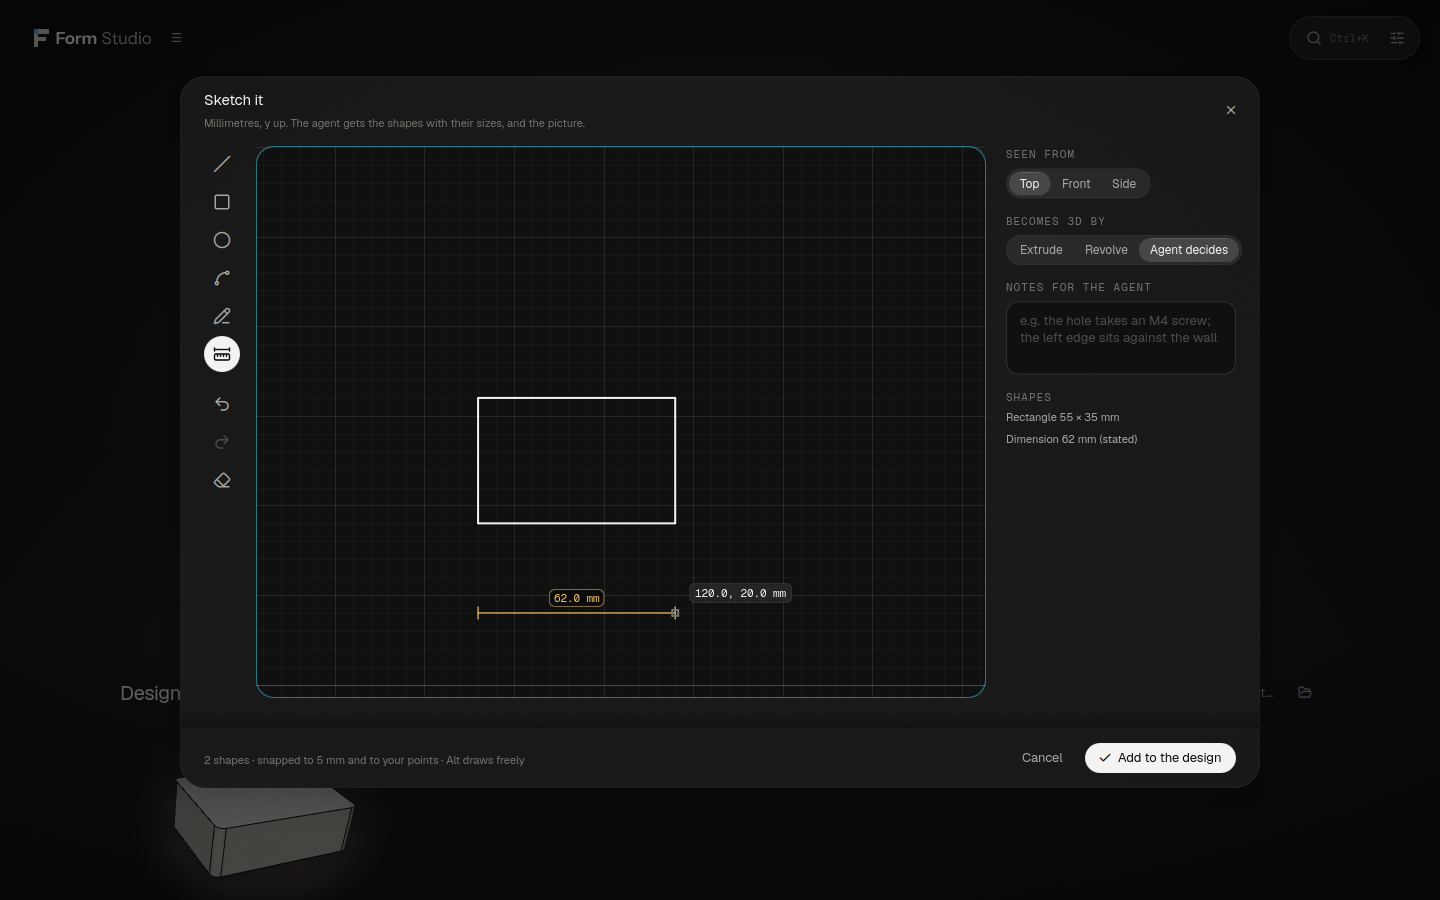 Form Studio
Ctrl+K
Sketch it
Millimetres, y up. The agent gets the shapes with their sizes, and the picture.
SEEN FROM
Top Front Side
BECOMES 3D BY
Extrude Revolve Agent decides
NOTES FOR THE AGENT
e.g. the hole takes an M4 screw;
the left edge sits against the wall
SHAPES
Rectangle 55 × 35 mm
Dimension 62 mm (stated)
62.0 mm
120.0, 20.0 mm
Design
t...
2 shapes · snapped to 5 mm and to your points · Alt draws freely
Cancel
Add to the design